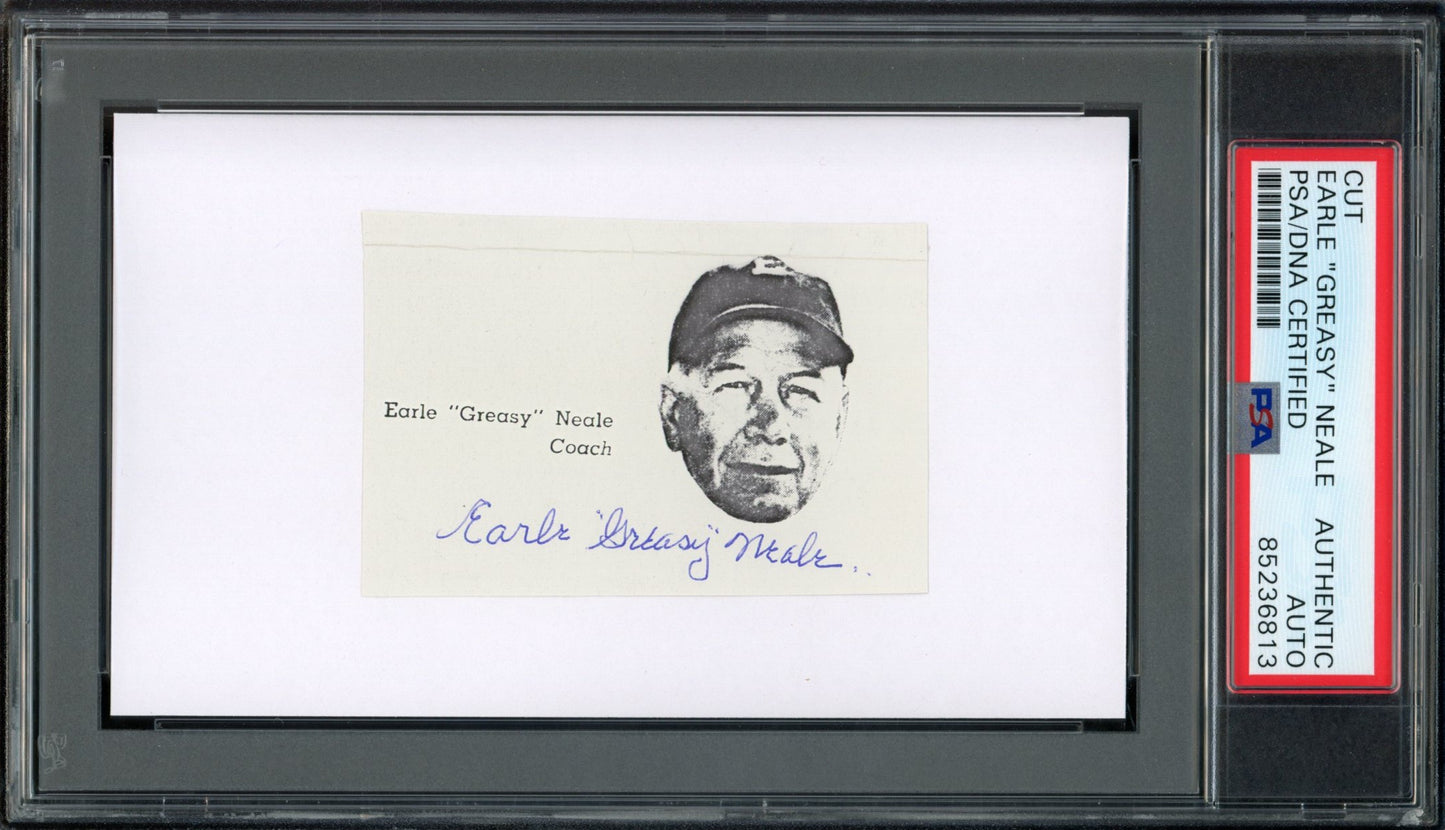 Earle "Greasy" Neale
Coach
Earle "Greasy" Neale..
CUT
EARLE "GREASY" NEALE AUTHENTIC
PSA/DNA CERTIFIED AUTO
85236813
PSA